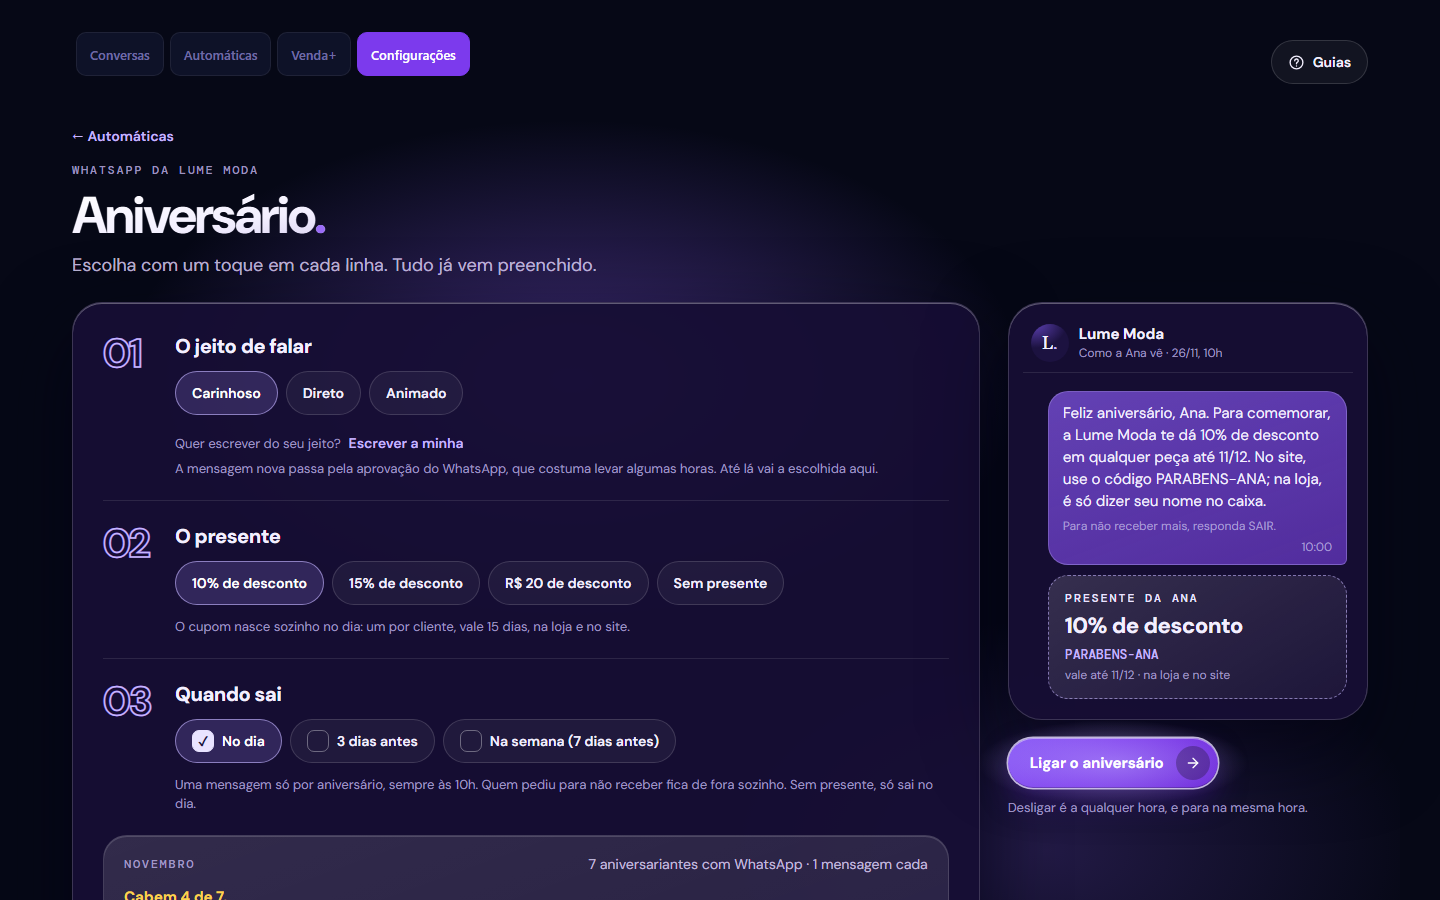 Conversas Automáticas Venda+ Configurações
Guias
← Automáticas
WHATSAPP DA LUME MODA
Aniversário.
Escolha com um toque em cada linha. Tudo já vem preenchido.
01 O jeito de falar
Carinhoso Direto Animado
Quer escrever do seu jeito? Escrever a minha
A mensagem nova passa pela aprovação do WhatsApp, que costuma levar algumas horas. Até lá vai a escolhida aqui.
02 O presente
10% de desconto 15% de desconto R$ 20 de desconto Sem presente
O cupom nasce sozinho no dia: um por cliente, vale 15 dias, na loja e no site.
03 Quando sai
✓ No dia 3 dias antes Na semana (7 dias antes)
Uma mensagem só por aniversário, sempre às 10h. Quem pediu para não receber fica de fora sozinho. Sem presente, só sai no
dia.
NOVEMBRO 7 aniversariantes com WhatsApp · 1 mensagem cada
Cabem 4 de 7.
L. Lume Moda
Como a Ana vê · 26/11, 10h
Feliz aniversário, Ana. Para comemorar,
a Lume Moda te dá 10% de desconto
em qualquer peça até 11/12. No site,
use o código PARABENS-ANA; na loja,
é só dizer seu nome no caixa.
Para não receber mais, responda SAIR.
10:00
PRESENTE DA ANA
10% de desconto
PARABENS-ANA
vale até 11/12 · na loja e no site
Ligar o aniversário →
Desligar é a qualquer hora, e para na mesma hora.